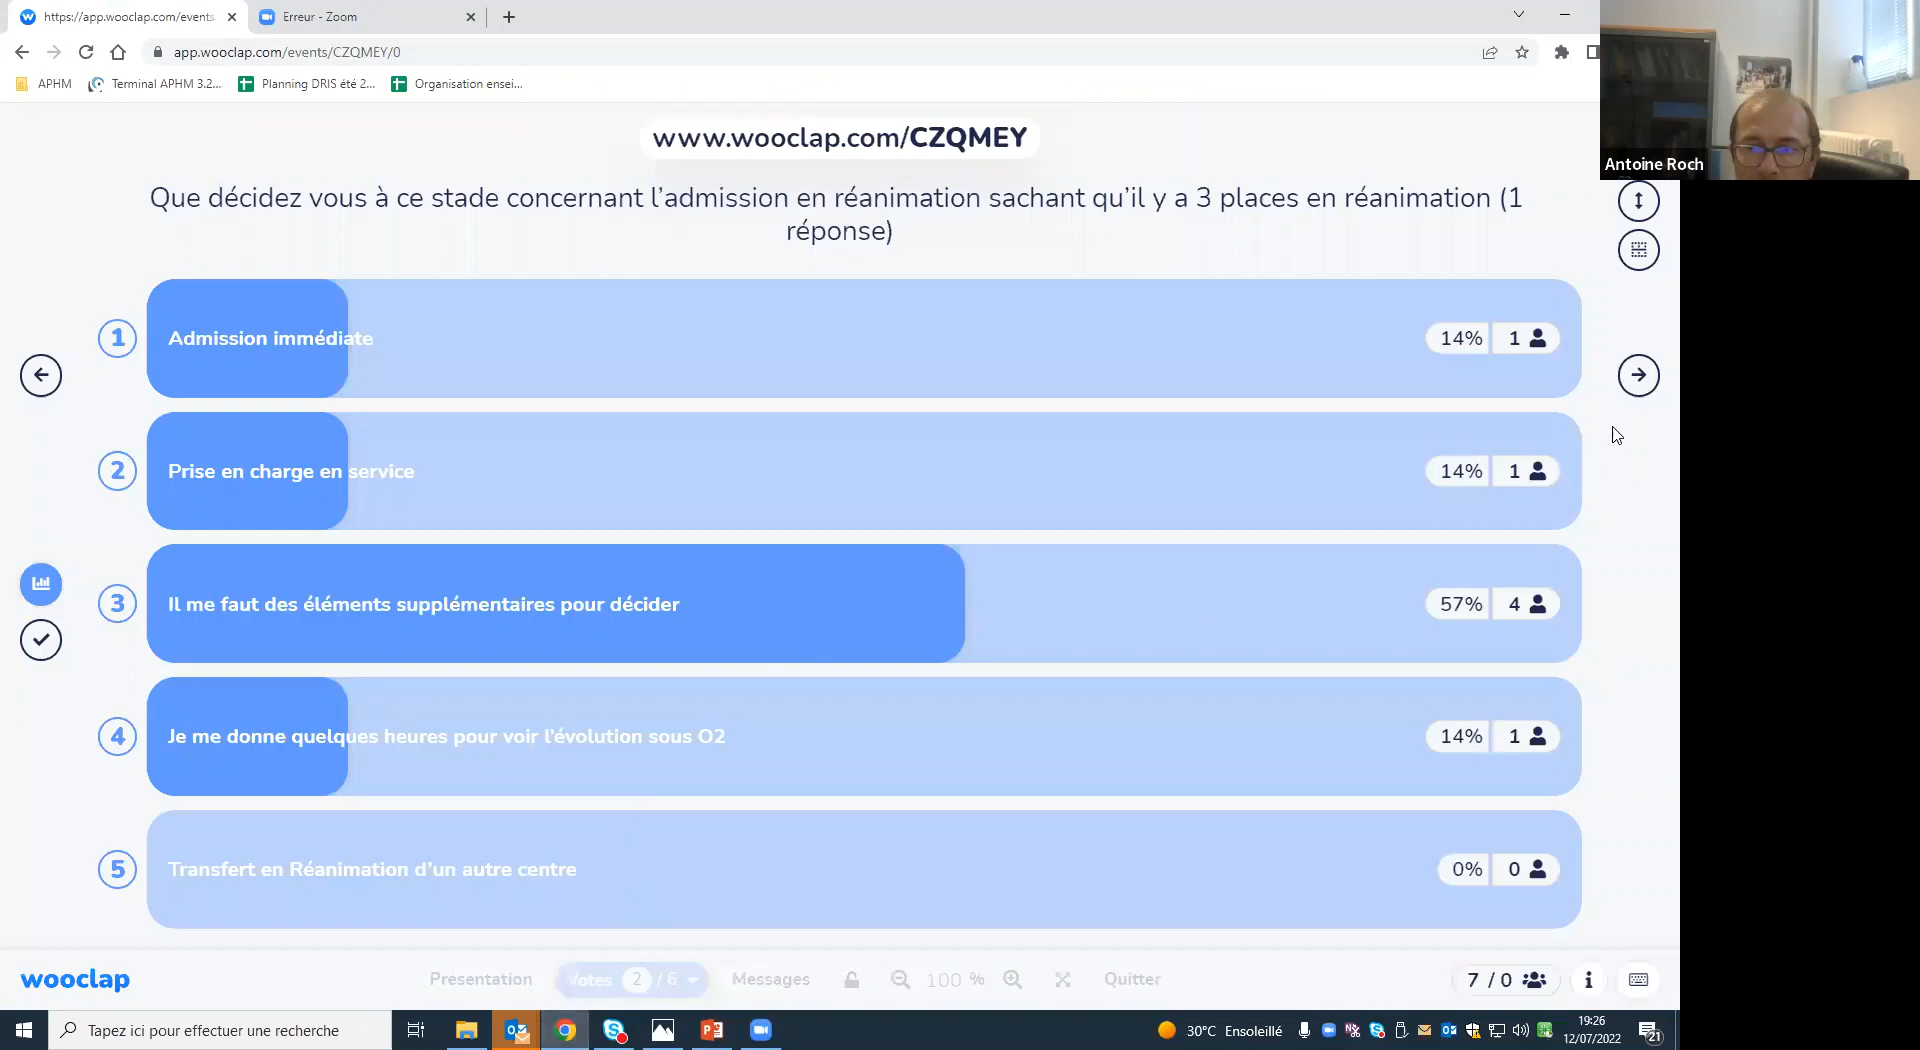 https://app.wooclap.com/events
Erreur - Zoom
app.wooclap.com/events/CZQMEY/0
APHM
Terminal APHM 3.2...
Planning DRIS été 2...
Organisation ensei...
Antoine Roch
www.wooclap.com/CZQMEY
Que décidez vous à ce stade concernant l'admission en réanimation sachant qu'il y a 3 places en réanimation (1
réponse)
1 Admission immédiate 14% 1
2 Prise en charge en service 14% 1
3 Il me faut des éléments supplémentaires pour décider 57% 4
4 Je me donne quelques heures pour voir l'évolution sous O2 14% 1
5 Transfert en Réanimation d'un autre centre 0% 0
wooclap
Presentation
Votes 2 / 6
Messages
100 %
Quitter
7 / 0
Tapez ici pour effectuer une recherche
30°C Ensoleillé
19:26
12/07/2022
21